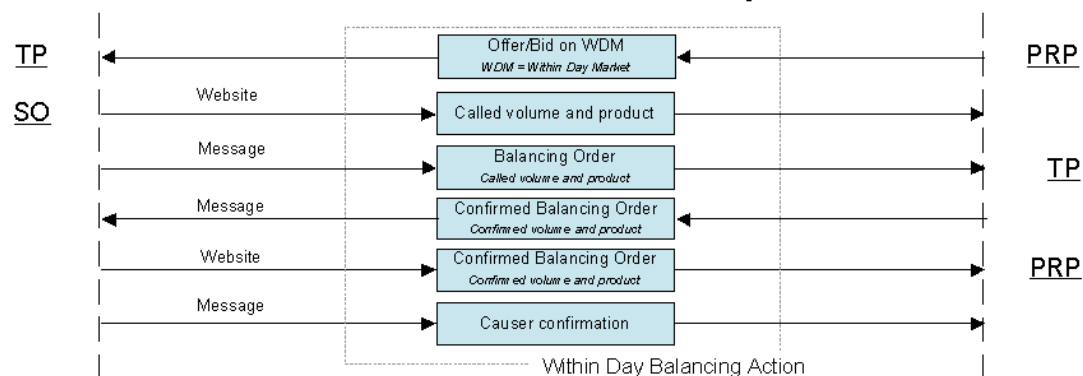 TP
Offer/Bid on WDM
WDM = Within Day Market
PRP
SO
Website
Called volume and product
Message
Balancing Order
Called volume and product
TP
Message
Confirmed Balancing Order
Confirmed volume and product
Website
Confirmed Balancing Order
Confirmed volume and product
PRP
Message
Causer confirmation
Within Day Balancing Action